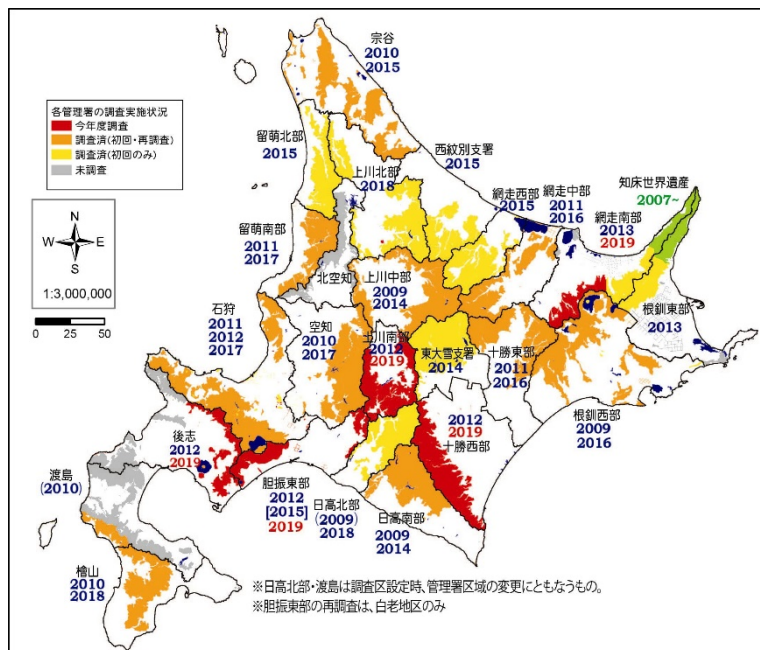 宗谷
2010
2015
各管理署の調査実施状況
今年度調査
調査済(初回・再調査)
調査済(初回のみ)
未調査
留萌北部
2015
西紋別支署
2015
上川北部
2018
網走西部
2015
網走中部
2011
2016
知床世界遺産
2007~
網走南部
2013
2019
N
W E
S
1:3,000,000
0 25 50
留萌南部
2011
2017
北空知
上川中部
2009
2014
根釧東部
2013
石狩
2011
2012
2017
空知
2010
2017
上川南部
2012
2019
東大雪支署
2014
十勝東部
2011
2016
根釧西部
2009
2016
2012
2019
十勝西部
後志
2012
2019
渡島
(2010)
胆振東部
2012
[2015]
2019
日高北部
(2009)
2018
日高南部
2009
2014
檜山
2010
2018
※日高北部・渡島は調査区設定時、管理署区域の変更にともなうもの。
※胆振東部の再調査は、白老地区のみ